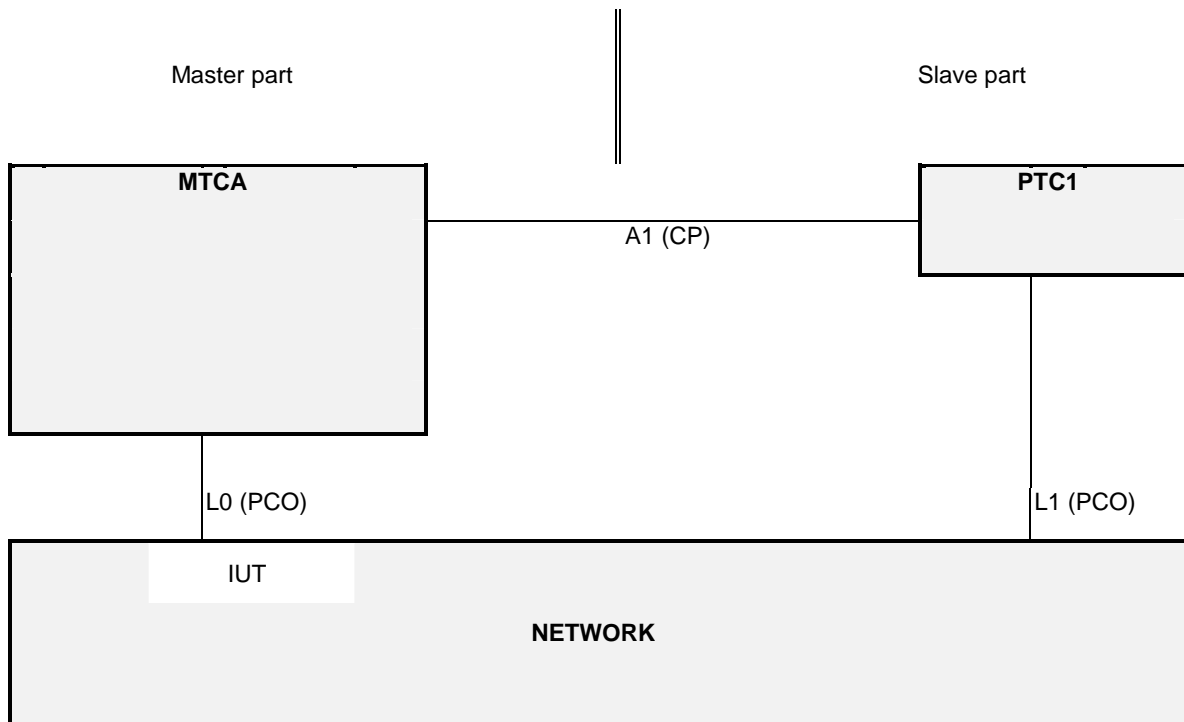 Master part
Slave part
MTCA
PTC1
A1 (CP)
L0 (PCO)
L1 (PCO)
IUT
NETWORK